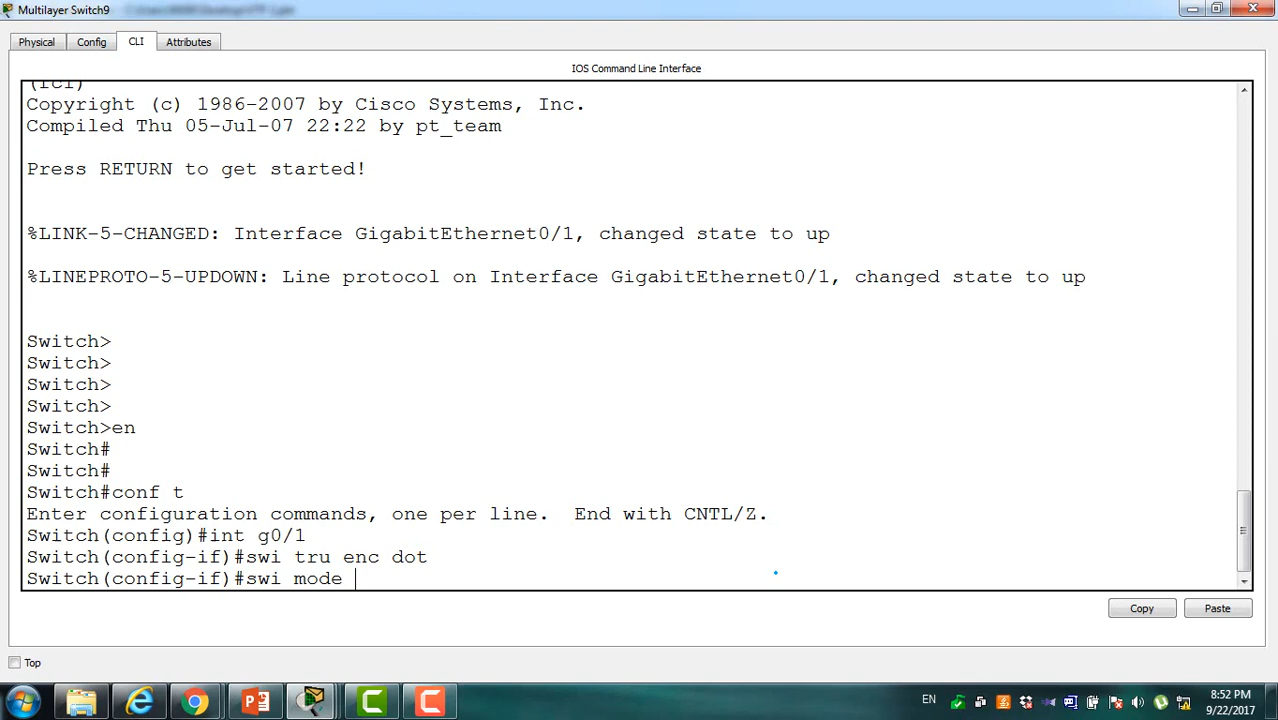 Multilayer Switch9
Physical
Config
CLI
Attributes
IOS Command Line Interface
(fc1)
Copyright (c) 1986-2007 by Cisco Systems, Inc.
Compiled Thu 05-Jul-07 22:22 by pt_team
Press RETURN to get started!
%LINK-5-CHANGED: Interface GigabitEthernet0/1, changed state to up
%LINEPROTO-5-UPDOWN: Line protocol on Interface GigabitEthernet0/1, changed state to up
Switch>
Switch>
Switch>
Switch>
Switch>en
Switch#
Switch#
Switch#conf t
Enter configuration commands, one per line.  End with CNTL/Z.
Switch(config)#int g0/1
Switch(config-if)#swi tru enc dot
Switch(config-if)#swi mode
Copy
Paste
Top
EN
8:52 PM
9/22/2017